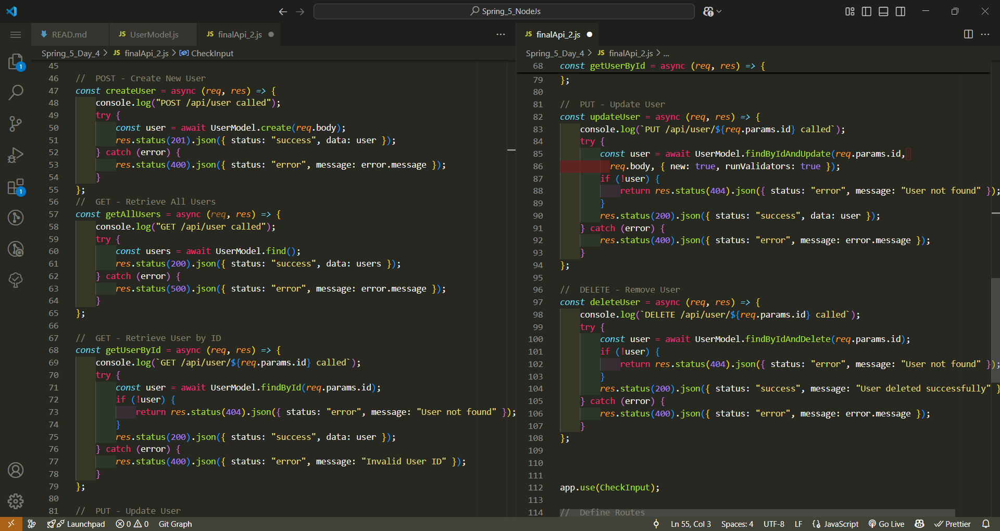 Spring_5_NodeJs
READ.md
JS UserModel.js
JS finalApi_2.js
Spring_5_Day_4 > JS finalApi_2.js > CheckInput
45
46 // POST - Create New User
47 const createUser = async (req, res) => {
48 console.log("POST /api/user called");
49 try {
50 const user = await UserModel.create(req.body);
51 res.status(201).json({ status: "success", data: user });
52 } catch (error) {
53 res.status(400).json({ status: "error", message: error.message });
54 }
55 };
56 // GET - Retrieve All Users
57 const getAllUsers = async (req, res) => {
58 console.log("GET /api/user called");
59 try {
60 const users = await UserModel.find();
61 res.status(200).json({ status: "success", data: users });
62 } catch (error) {
63 res.status(500).json({ status: "error", message: error.message });
64 }
65 };
66
67 // GET - Retrieve User by ID
68 const getUserById = async (req, res) => {
69 console.log(`GET /api/user/${req.params.id} called`);
70 try {
71 const user = await UserModel.findById(req.params.id);
72 if (!user) {
73 return res.status(404).json({ status: "error", message: "User not found" });
74 }
75 res.status(200).json({ status: "success", data: user });
76 } catch (error) {
77 res.status(400).json({ status: "error", message: "Invalid User ID" });
78 }
79 };
80
81 // PUT - Update User
JS finalApi_2.js
Spring_5_Day_4 > JS finalApi_2.js > ...
68 const getUserById = async (req, res) => {
79 };
80
81 // PUT - Update User
82 const updateUser = async (req, res) => {
83 console.log(`PUT /api/user/${req.params.id} called`);
84 try {
85 const user = await UserModel.findByIdAndUpdate(req.params.id,
86 req.body, { new: true, runValidators: true });
87 if (!user) {
88 return res.status(404).json({ status: "error", message: "User not found" });
89 }
90 res.status(200).json({ status: "success", data: user });
91 } catch (error) {
92 res.status(400).json({ status: "error", message: error.message });
93 }
94 };
95
96 // DELETE - Remove User
97 const deleteUser = async (req, res) => {
98 console.log(`DELETE /api/user/${req.params.id} called`);
99 try {
100 const user = await UserModel.findByIdAndDelete(req.params.id);
101 if (!user) {
102 return res.status(404).json({ status: "error", message: "User not found" });
103 }
104 res.status(200).json({ status: "success", message: "User deleted successfully" }
105 } catch (error) {
106 res.status(400).json({ status: "error", message: error.message });
107 }
108 };
109
110
111
112 app.use(CheckInput);
113
114 // Define Routes
1
1
Launchpad 0 0 Git Graph
Ln 55, Col 3 Spaces: 4 UTF-8 LF {} JavaScript Go Live Prettier